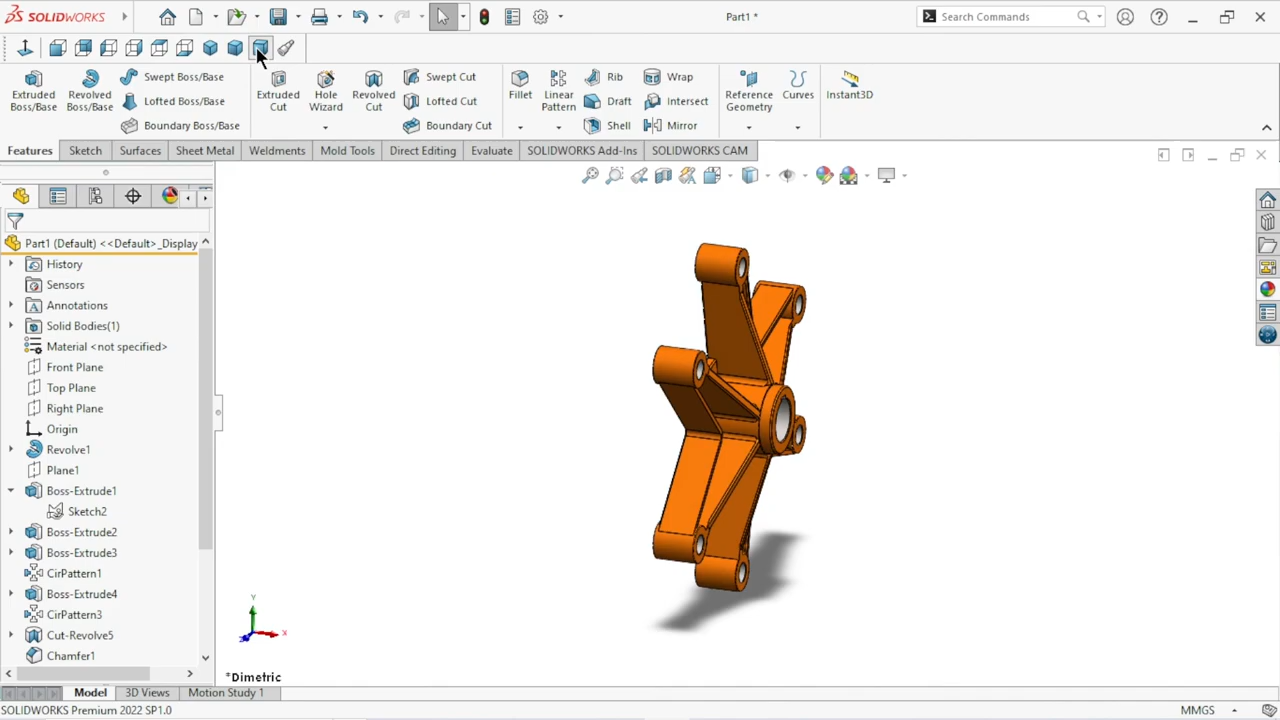 SOLIDWORKS
Part1 *
Search Commands
Extruded Boss/Base
Revolved Boss/Base
Swept Boss/Base
Lofted Boss/Base
Boundary Boss/Base
Extruded Cut
Hole Wizard
Revolved Cut
Swept Cut
Lofted Cut
Boundary Cut
Fillet
Linear Pattern
Rib
Draft
Shell
Wrap
Intersect
Mirror
Reference Geometry
Curves
Instant3D
Features
Sketch
Surfaces
Sheet Metal
Weldments
Mold Tools
Direct Editing
Evaluate
SOLIDWORKS Add-Ins
SOLIDWORKS CAM
Part1 (Default) <<Default>_Display
History
Sensors
Annotations
Solid Bodies(1)
Material <not specified>
Front Plane
Top Plane
Right Plane
Origin
Revolve1
Plane1
Boss-Extrude1
Sketch2
Boss-Extrude2
Boss-Extrude3
CirPattern1
Boss-Extrude4
CirPattern3
Cut-Revolve5
Chamfer1
Y
X
Z
*Dimetric
Model
3D Views
Motion Study 1
SOLIDWORKS Premium 2022 SP1.0
MMGS